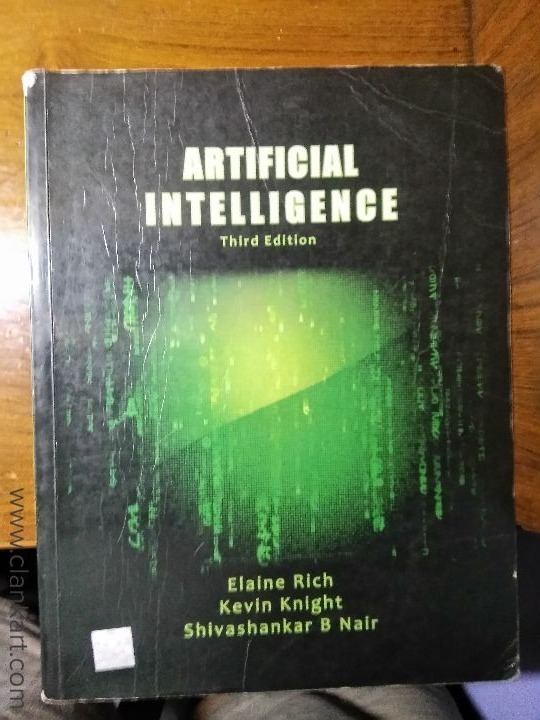 ARTIFICIAL
INTELLIGENCE
Third Edition
Elaine Rich
Kevin Knight
Shivashankar B Nair
www.clankart.com